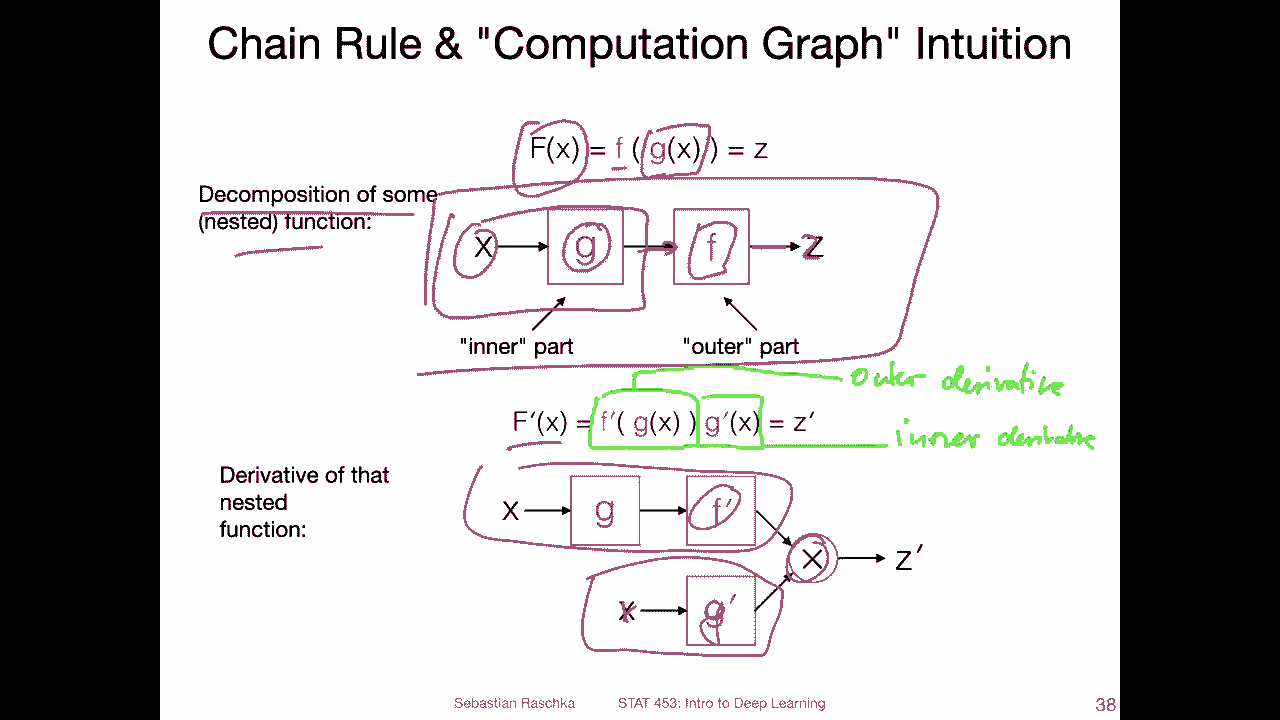 Chain Rule & "Computation Graph" Intuition
F(x) = f ( g(x) ) = z
Decomposition of some
(nested) function:
x g f z
"inner" part "outer" part
outer derivative
F′(x) = f′( g(x) ) g′(x) = z′
inner derivative
Derivative of that
nested
function:
x g f′
× z′
x g′
Sebastian Raschka STAT 453: Intro to Deep Learning 38